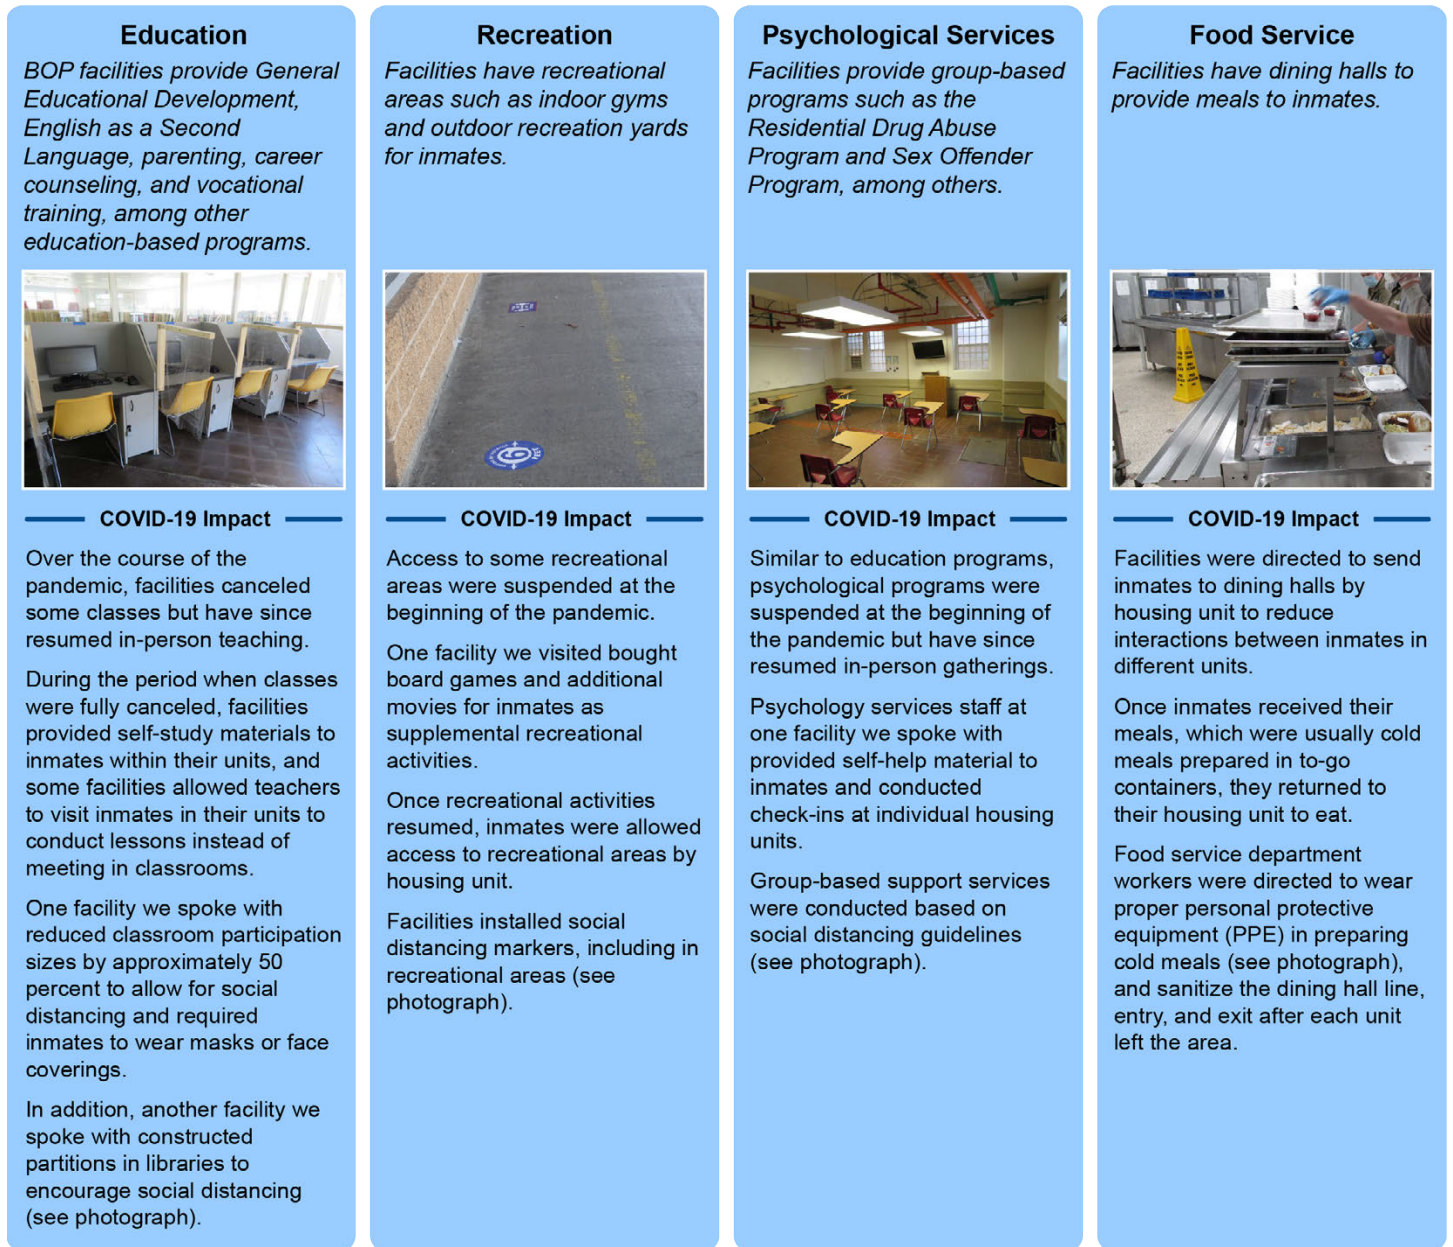 Education
BOP facilities provide General
Educational Development,
English as a Second
Language, parenting, career
counseling, and vocational
training, among other
education-based programs.
COVID-19 Impact
Over the course of the
pandemic, facilities canceled
some classes but have since
resumed in-person teaching.
During the period when classes
were fully canceled, facilities
provided self-study materials to
inmates within their units, and
some facilities allowed teachers
to visit inmates in their units to
conduct lessons instead of
meeting in classrooms.
One facility we spoke with
reduced classroom participation
sizes by approximately 50
percent to allow for social
distancing and required
inmates to wear masks or face
coverings.
In addition, another facility we
spoke with constructed
partitions in libraries to
encourage social distancing
(see photograph).
Recreation
Facilities have recreational
areas such as indoor gyms
and outdoor recreation yards
for inmates.
6
FEET
COVID-19 Impact
Access to some recreational
areas were suspended at the
beginning of the pandemic.
One facility we visited bought
board games and additional
movies for inmates as
supplemental recreational
activities.
Once recreational activities
resumed, inmates were allowed
access to recreational areas by
housing unit.
Facilities installed social
distancing markers, including in
recreational areas (see
photograph).
Psychological Services
Facilities provide group-based
programs such as the
Residential Drug Abuse
Program and Sex Offender
Program, among others.
COVID-19 Impact
Similar to education programs,
psychological programs were
suspended at the beginning of
the pandemic but have since
resumed in-person gatherings.
Psychology services staff at
one facility we spoke with
provided self-help material to
inmates and conducted
check-ins at individual housing
units.
Group-based support services
were conducted based on
social distancing guidelines
(see photograph).
Food Service
Facilities have dining halls to
provide meals to inmates.
COVID-19 Impact
Facilities were directed to send
inmates to dining halls by
housing unit to reduce
interactions between inmates in
different units.
Once inmates received their
meals, which were usually cold
meals prepared in to-go
containers, they returned to
their housing unit to eat.
Food service department
workers were directed to wear
proper personal protective
equipment (PPE) in preparing
cold meals (see photograph),
and sanitize the dining hall line,
entry, and exit after each unit
left the area.